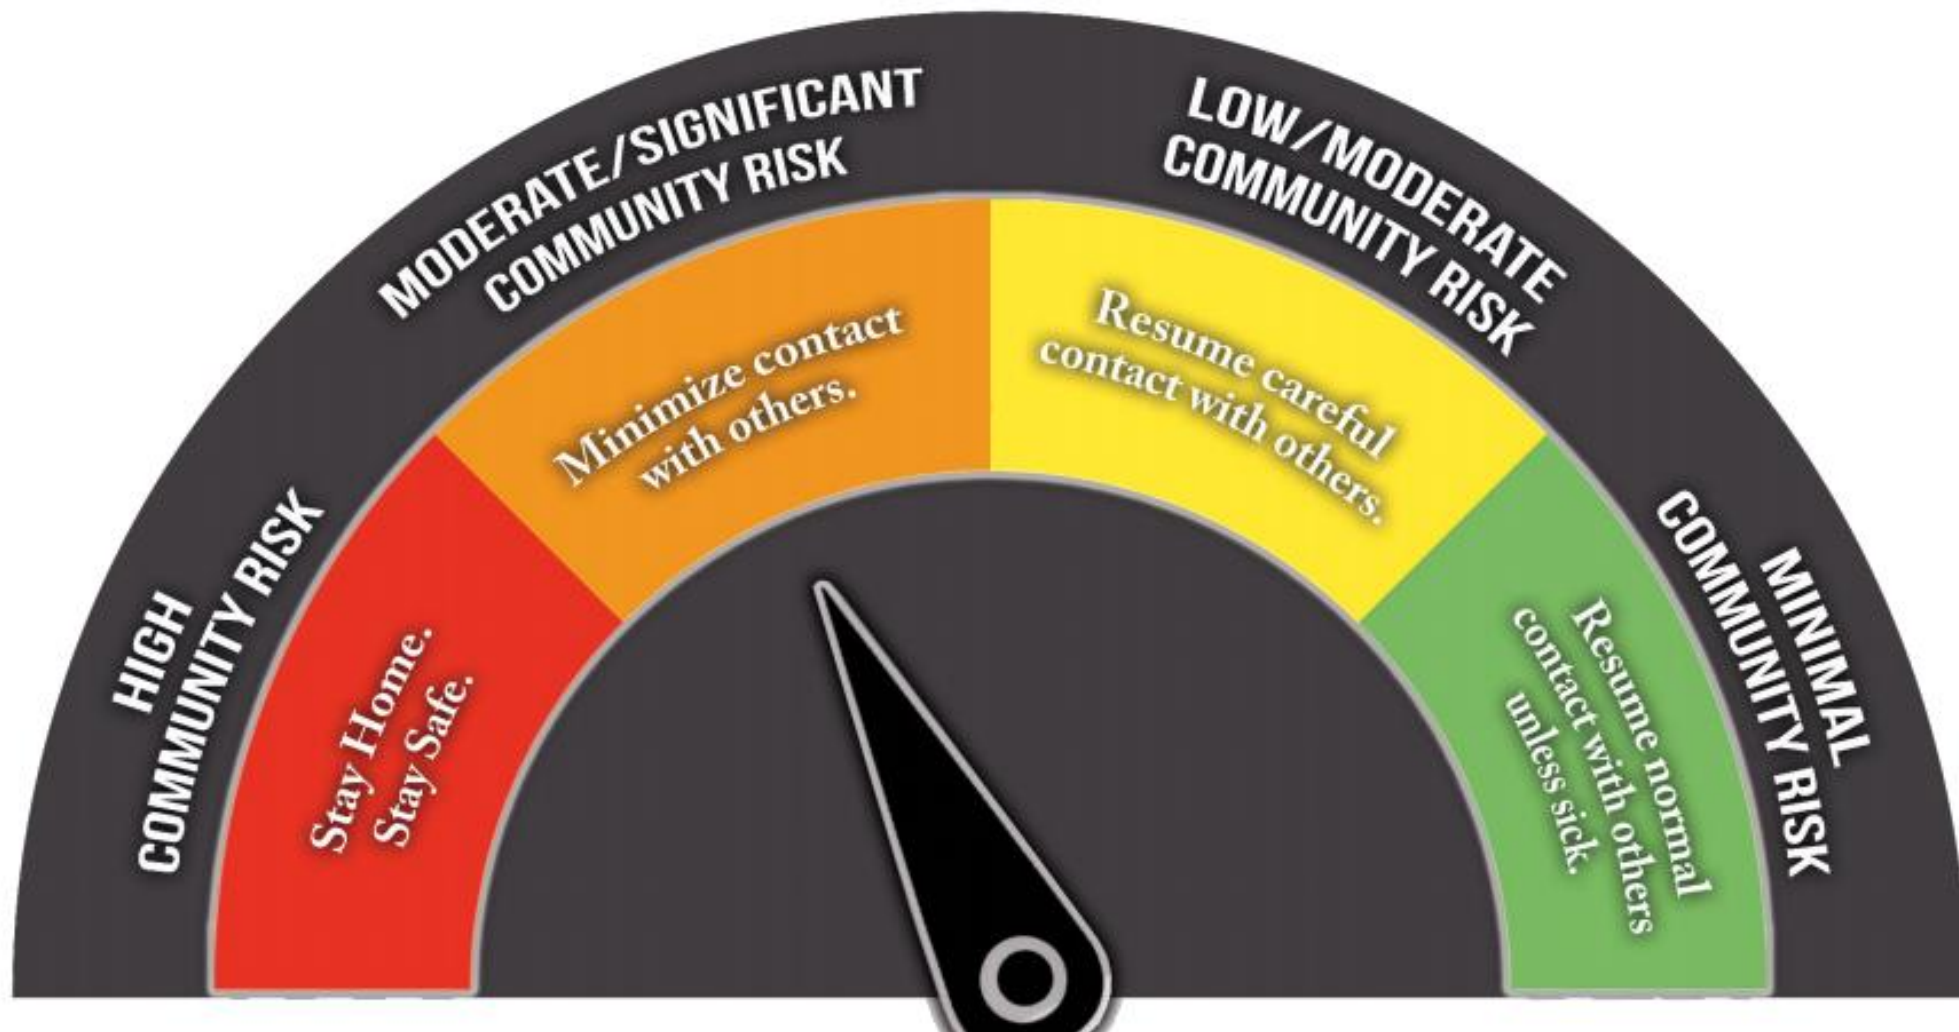 HIGH
COMMUNITY RISK
Stay Home.
Stay Safe.
MODERATE/SIGNIFICANT
COMMUNITY RISK
Minimize contact
with others.
LOW/MODERATE
COMMUNITY RISK
Resume careful
contact with others.
MINIMAL
COMMUNITY RISK
Resume normal
contact with others
unless sick.